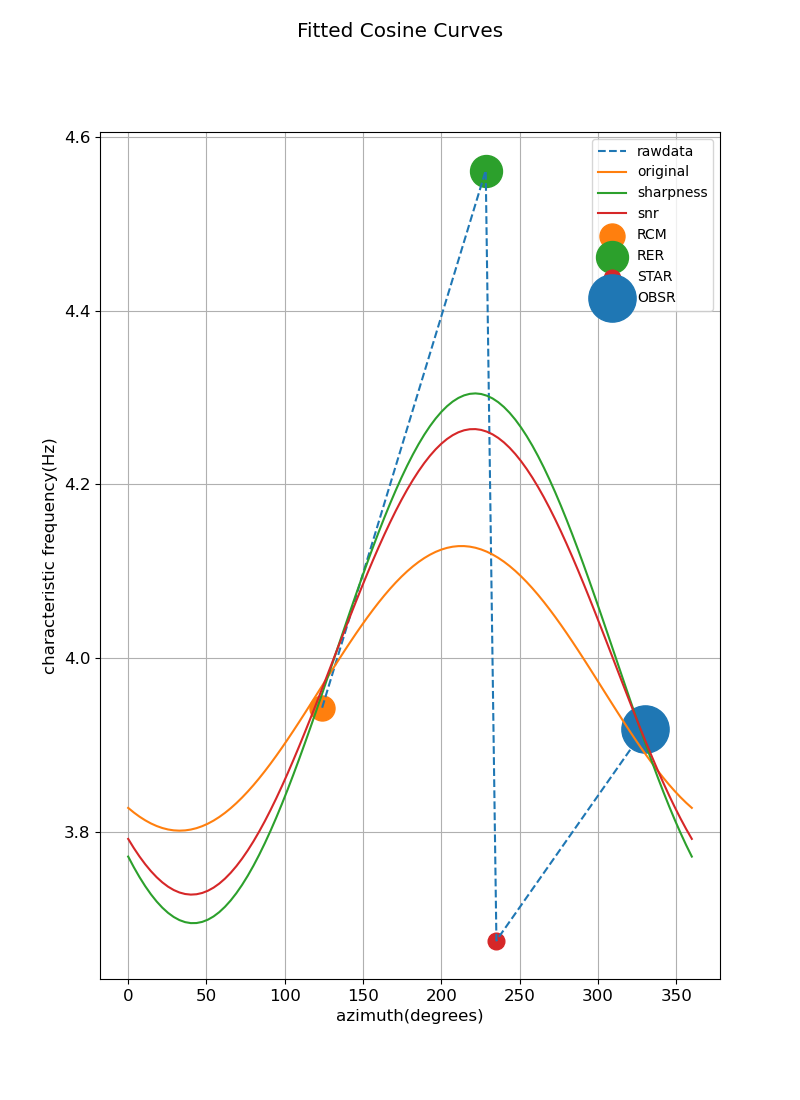 Fitted Cosine Curves
4.6
4.4
4.2
4.0
3.8
characteristic frequency(Hz)
rawdata
original
sharpness
snr
RCM
RER
STAR
OBSR
0 50 100 150 200 250 300 350
azimuth(degrees)